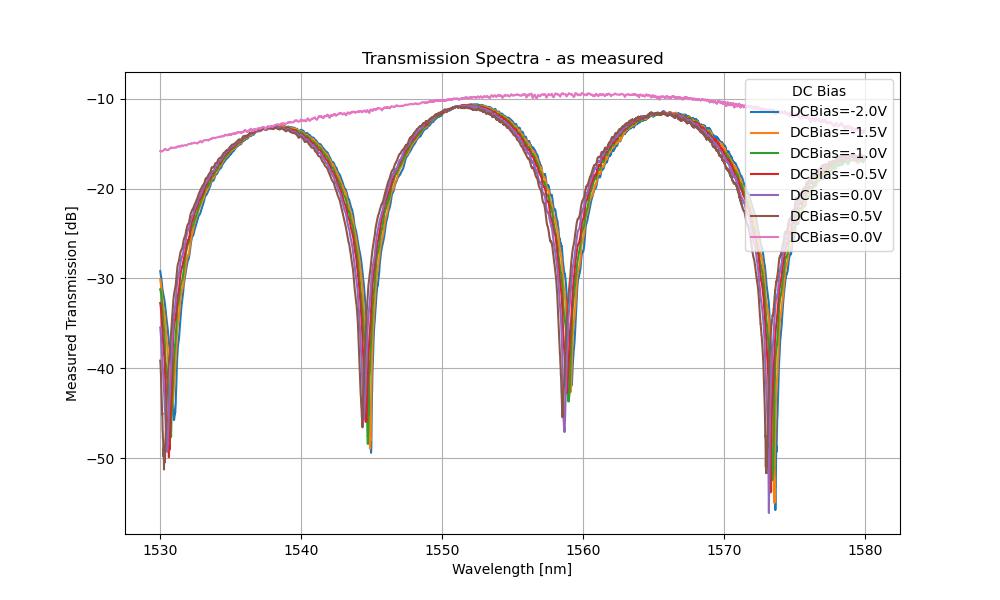 Transmission Spectra - as measured
Measured Transmission [dB]
−10
−20
−30
−40
−50
DC Bias
DCBias=-2.0V
DCBias=-1.5V
DCBias=-1.0V
DCBias=-0.5V
DCBias=0.0V
DCBias=0.5V
DCBias=0.0V
1530
1540
1550
1560
1570
1580
Wavelength [nm]